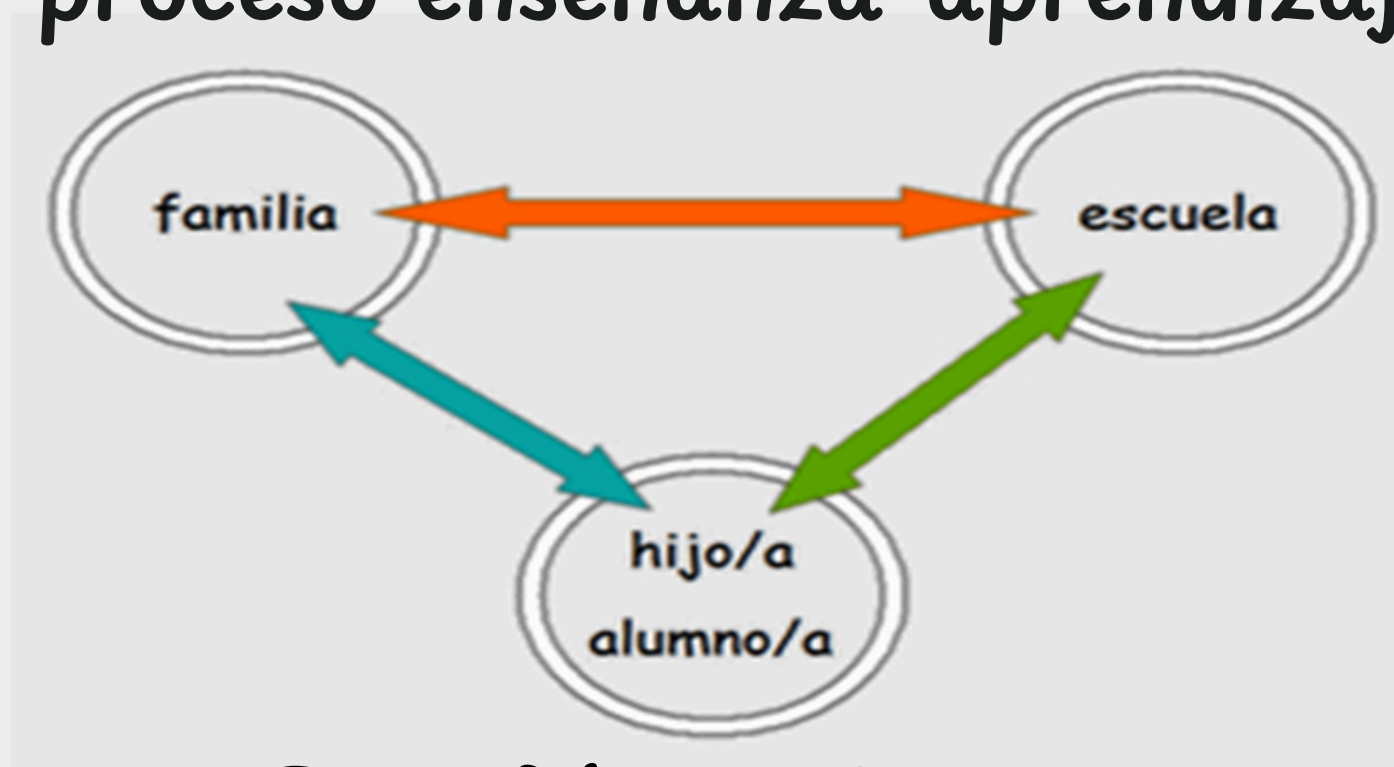 proceso enseñanza aprendizaj
familia
escuela
hijo/a
alumno/a